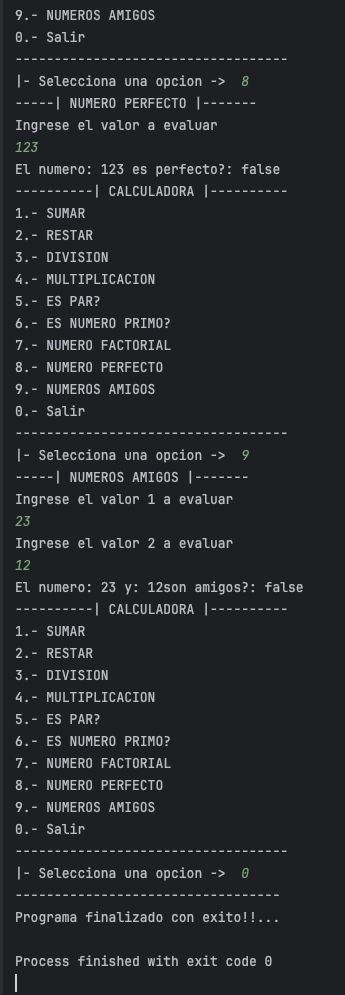 9.- NUMEROS AMIGOS
0.- Salir
-----------------------------------
|- Selecciona una opcion ->  8
-----| NUMERO PERFECTO |-------
Ingrese el valor a evaluar
123
El numero: 123 es perfecto?: false
----------| CALCULADORA |----------
1.- SUMAR
2.- RESTAR
3.- DIVISION
4.- MULTIPLICACION
5.- ES PAR?
6.- ES NUMERO PRIMO?
7.- NUMERO FACTORIAL
8.- NUMERO PERFECTO
9.- NUMEROS AMIGOS
0.- Salir
-----------------------------------
|- Selecciona una opcion ->  9
-----| NUMEROS AMIGOS |-------
Ingrese el valor 1 a evaluar
23
Ingrese el valor 2 a evaluar
12
El numero: 23 y: 12son amigos?: false
----------| CALCULADORA |----------
1.- SUMAR
2.- RESTAR
3.- DIVISION
4.- MULTIPLICACION
5.- ES PAR?
6.- ES NUMERO PRIMO?
7.- NUMERO FACTORIAL
8.- NUMERO PERFECTO
9.- NUMEROS AMIGOS
0.- Salir
-----------------------------------
|- Selecciona una opcion ->  0
----------------------------------
Programa finalizado con exito!!...
Process finished with exit code 0